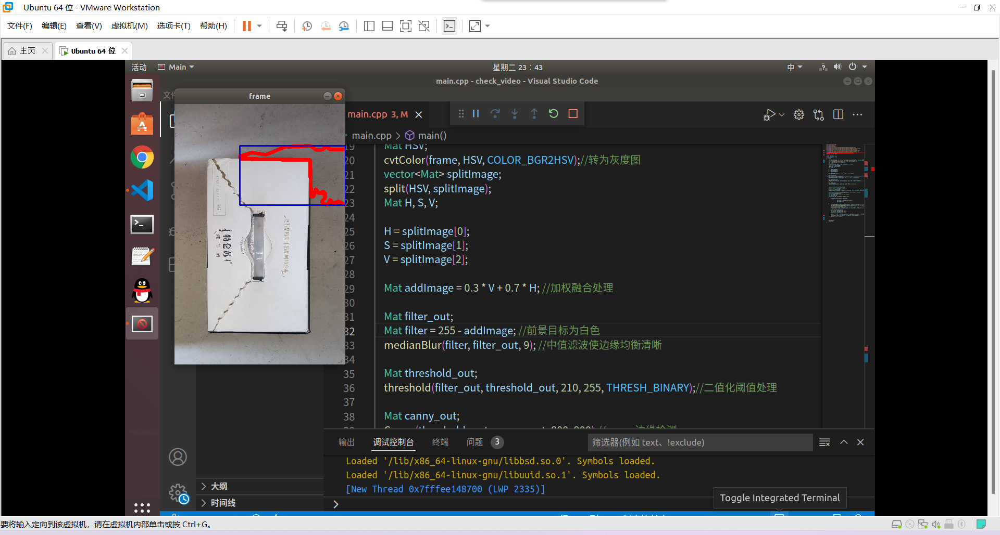 Ubuntu 64 位 - VMware Workstation
文件(F) 编辑(E) 查看(V) 虚拟机(M) 选项卡(T) 帮助(H)
主页
Ubuntu 64 位
活动 Main 星期二 23：43 中 ?
main.cpp - check_video - Visual Studio Code
文件
frame
main.cpp 3, M
main.cpp > main()
19 Mat HSV;
20 cvtColor(frame, HSV, COLOR_BGR2HSV);//转为灰度图
21 vector<Mat> splitImage;
22 split(HSV, splitImage);
23 Mat H, S, V;
24
25 H = splitImage[0];
26 S = splitImage[1];
27 V = splitImage[2];
28
29 Mat addImage = 0.3 * V + 0.7 * H; //加权融合处理
30
31 Mat filter_out;
32 Mat filter = 255 - addImage; //前景目标为白色
33 medianBlur(filter, filter_out, 9); //中值滤波使边缘均衡清晰
34
35 Mat threshold_out;
36 threshold(filter_out, threshold_out, 210, 255, THRESH_BINARY);//二值化阈值处理
37
38 Mat canny_out;
特仑苏
纯牛奶
输出 调试控制台 终端 问题 3
筛选器(例如 text、!exclude)
Loaded '/lib/x86_64-linux-gnu/libbsd.so.0'. Symbols loaded.
Loaded '/lib/x86_64-linux-gnu/libuuid.so.1'. Symbols loaded.
[New Thread 0x7fffee148700 (LWP 2335)]
大纲
时间线
Toggle Integrated Terminal
要将输入定向到该虚拟机，请在虚拟机内部单击或按 Ctrl+G。